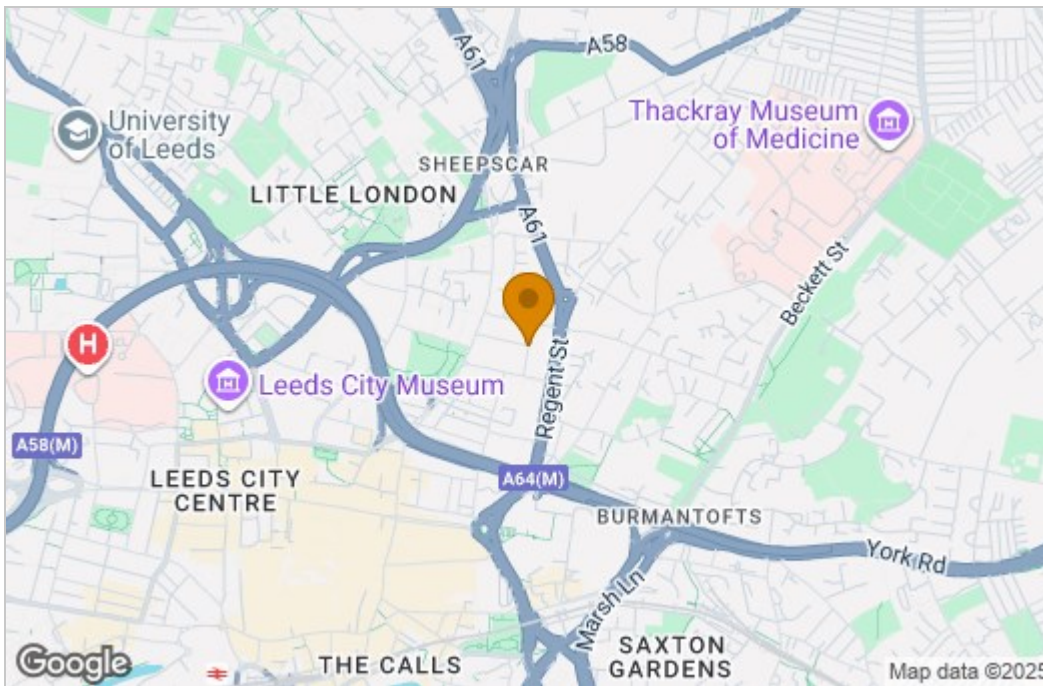 A61
A58
Thackray Museum
of Medicine
University
of Leeds
SHEEPSCAR
LITTLE LONDON
A61
Beckett St
H
Leeds City Museum
Regent St
A58(M)
A64(M)
LEEDS CITY
CENTRE
BURMANTOFTS
York Rd
Marsh Ln
SAXTON
GARDENS
THE CALLS
Google
Map data ©2025